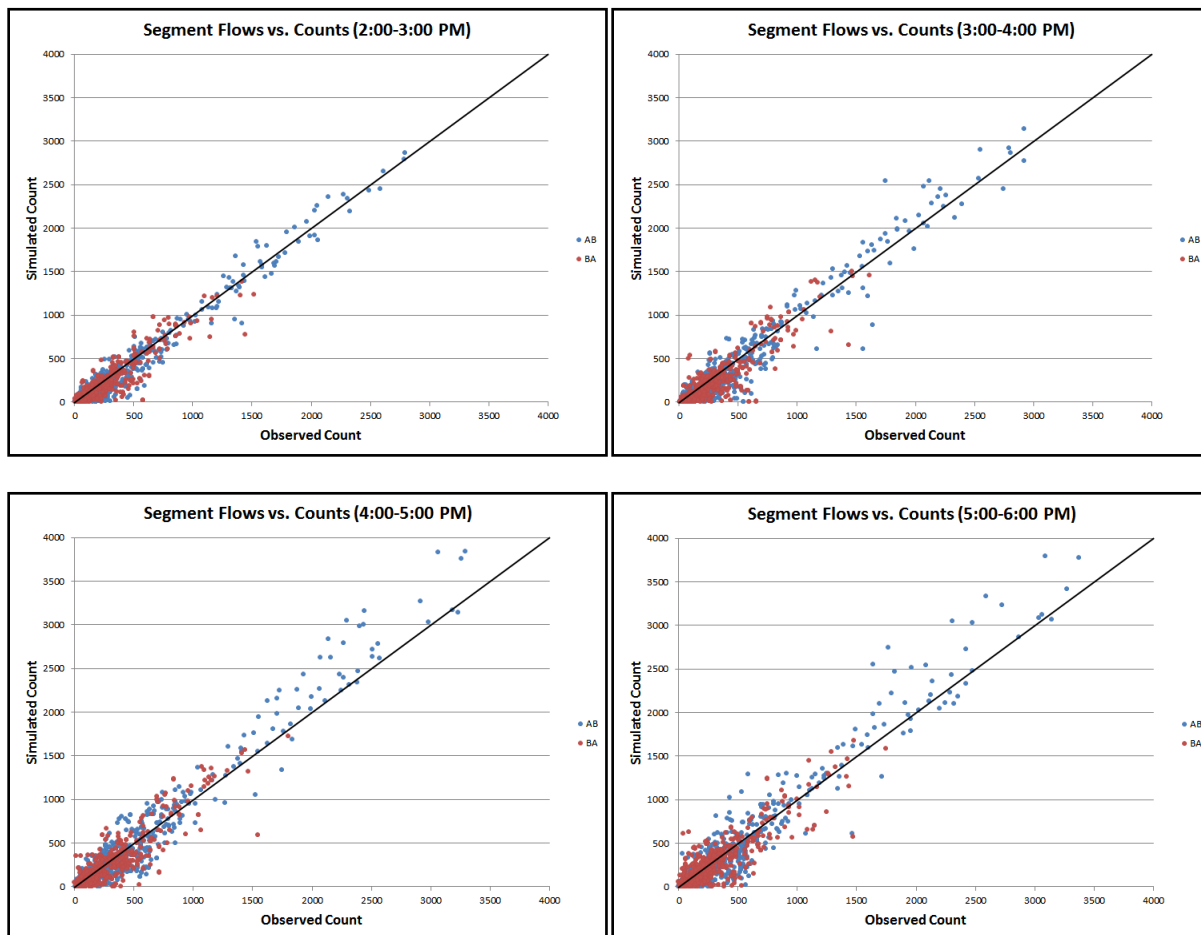 Segment Flows vs. Counts (2:00-3:00 PM)
4000
3500
3000
2500
2000
1500
1000
500
0
Simulated Count
0 500 1000 1500 2000 2500 3000 3500 4000
Observed Count
AB
BA
Segment Flows vs. Counts (3:00-4:00 PM)
4000
3500
3000
2500
2000
1500
1000
500
0
Simulated Count
0 500 1000 1500 2000 2500 3000 3500 4000
Observed Count
AB
BA
Segment Flows vs. Counts (4:00-5:00 PM)
4000
3500
3000
2500
2000
1500
1000
500
0
Simulated Count
0 500 1000 1500 2000 2500 3000 3500 4000
Observed Count
AB
BA
Segment Flows vs. Counts (5:00-6:00 PM)
4000
3500
3000
2500
2000
1500
1000
500
0
Simulated Count
0 500 1000 1500 2000 2500 3000 3500 4000
Observed Count
AB
BA